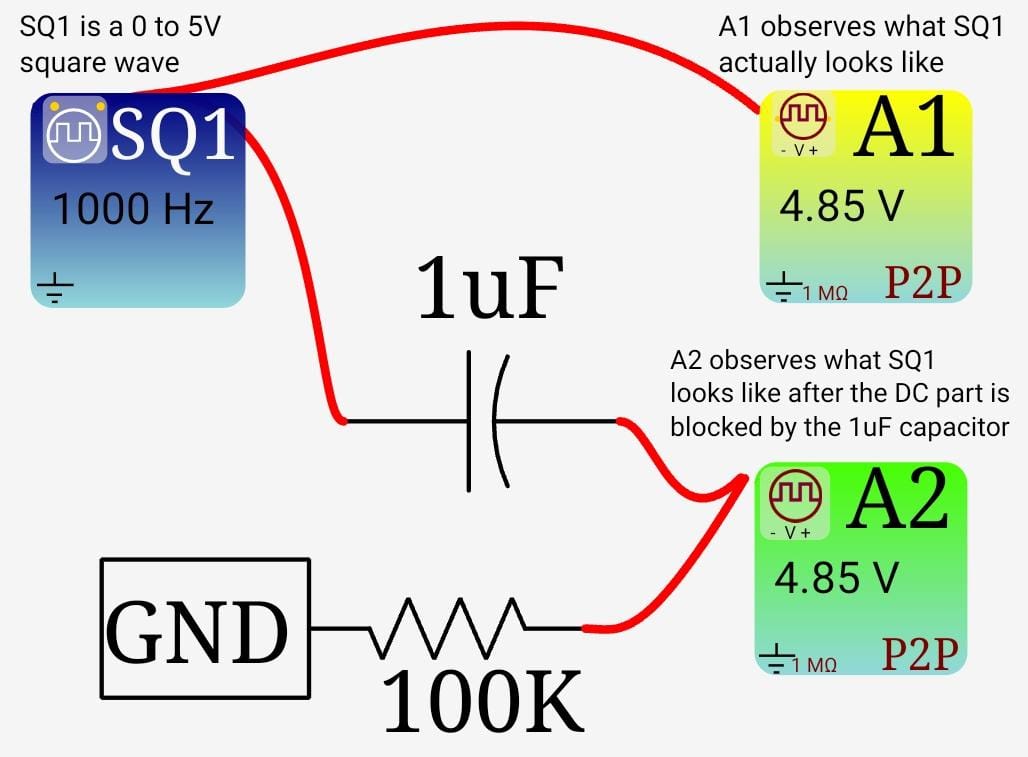 SQ1 is a 0 to 5V
square wave
A1 observes what SQ1
actually looks like
SQ1
1000 Hz
- V +
A1
4.85 V
1 MΩ
P2P
1uF
A2 observes what SQ1
looks like after the DC part is
blocked by the 1uF capacitor
- V +
A2
4.85 V
1 MΩ
P2P
GND
100K